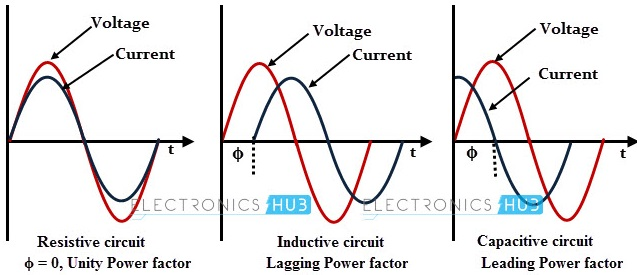 Voltage
Current
t
Resistive circuit
ϕ = 0, Unity Power factor
Voltage
Current
ϕ
t
Inductive circuit
Lagging Power factor
Voltage
Current
ϕ
t
Capacitive circuit
Leading Power factor
ELECTRONICS HUB
ELECTRONICS HUB